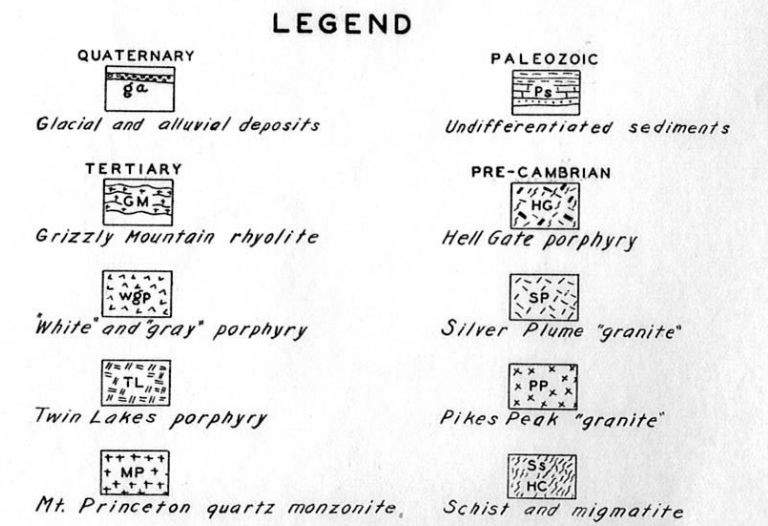 LEGEND
QUATERNARY
ga
Glacial and alluvial deposits
TERTIARY
GM
Grizzly Mountain rhyolite
wgp
"White" and "gray" porphyry
TL
Twin Lakes porphyry
MP
Mt. Princeton quartz monzonite.
PALEOZOIC
Ps
Undifferentiated sediments
PRE-CAMBRIAN
HG
Hell Gate porphyry
SP
Silver Plume "granite"
PP
Pikes Peak "granite"
Ss
HC
Schist and migmatite